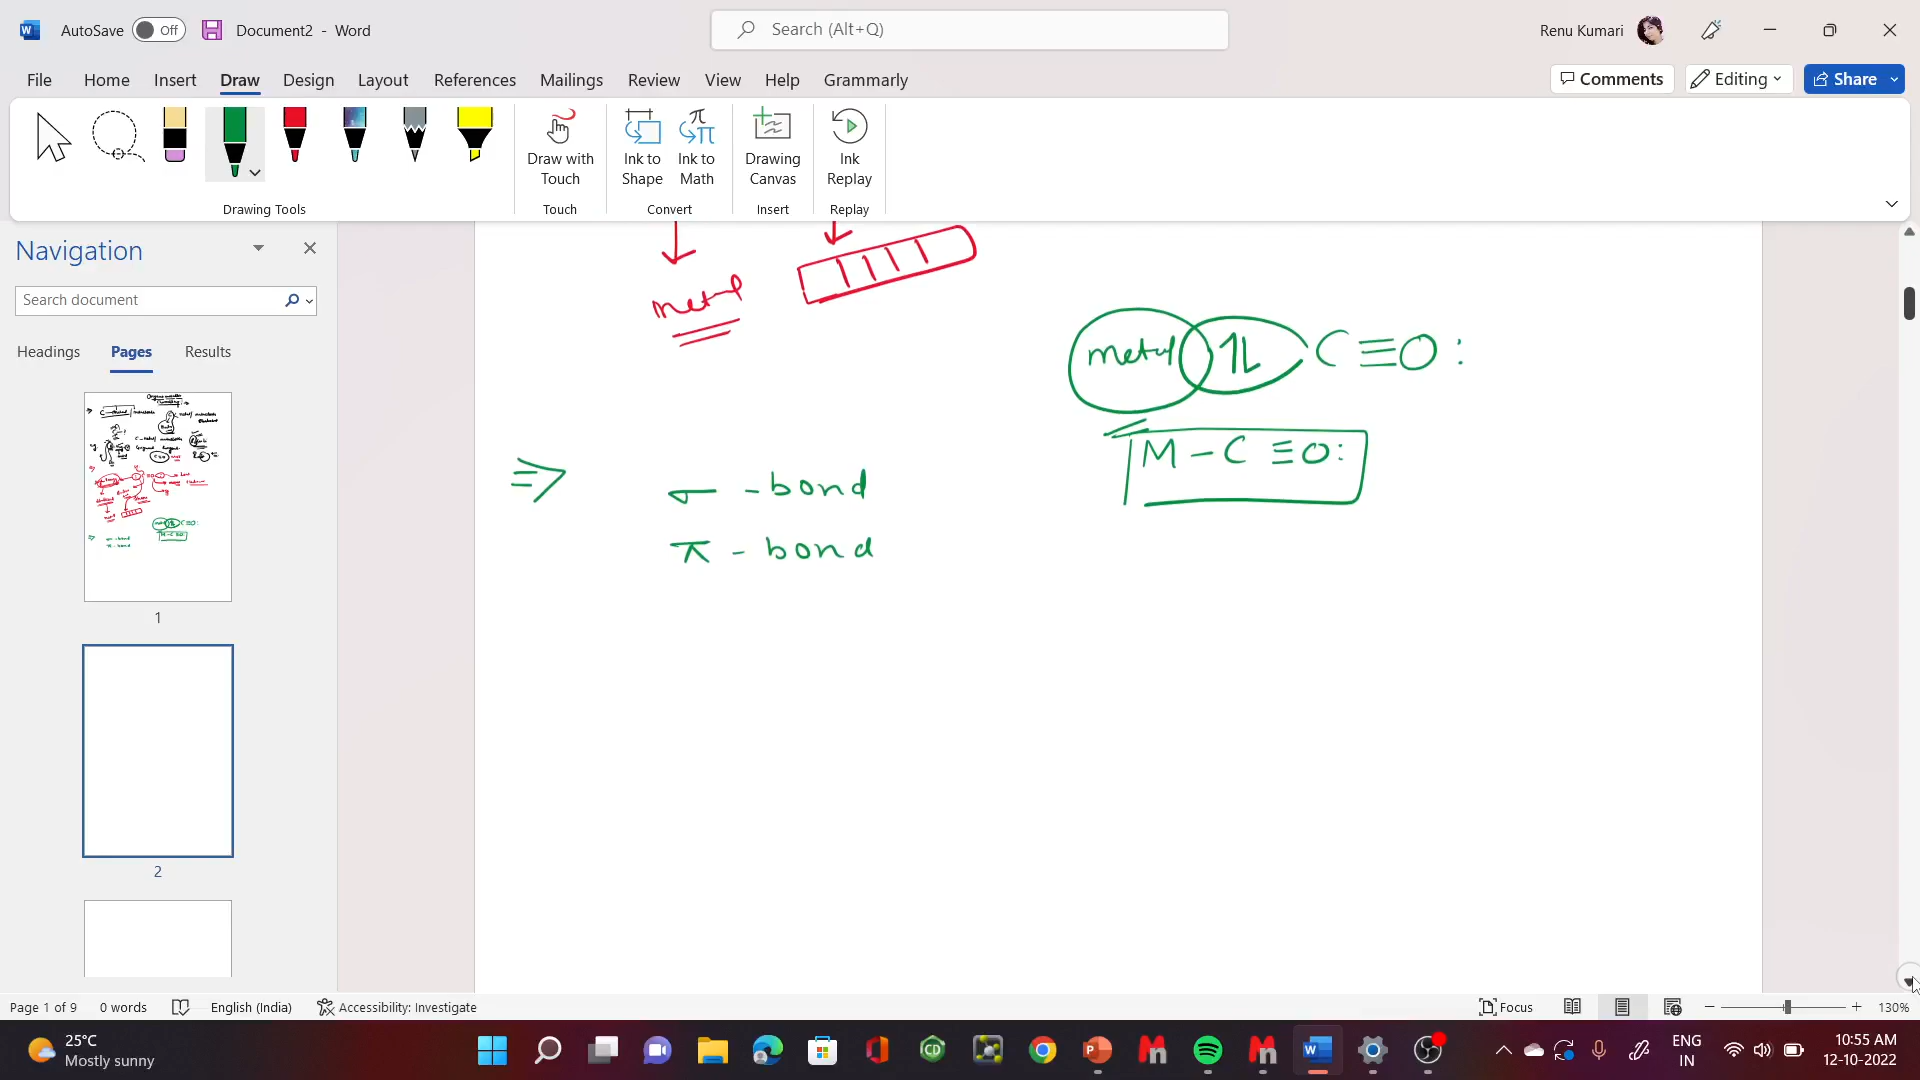 AutoSave Off Document2 - Word Search (Alt+Q) Renu Kumari
File Home Insert Draw Design Layout References Mailings Review View Help Grammarly Comments Editing Share
Draw with Touch
Ink to Shape
Ink to Math
Drawing Canvas
Ink Replay
Drawing Tools Touch Convert Insert Replay
Navigation
Search document
Headings Pages Results
1
2
metal
metal ⇅ C≡O:
M – C ≡O:
⇒ σ - bond
π - bond
Page 1 of 9 0 words English (India) Accessibility: Investigate Focus 130%
25°C
Mostly sunny
ENG
IN
10:55 AM
12-10-2022